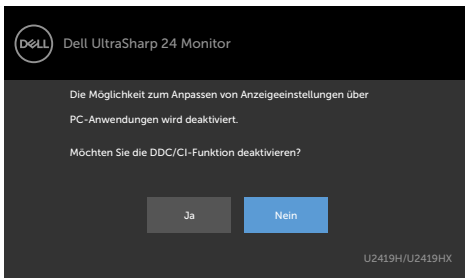 DELL Dell UltraSharp 24 Monitor
Die Möglichkeit zum Anpassen von Anzeigeeinstellungen über
PC-Anwendungen wird deaktiviert.
Möchten Sie die DDC/CI-Funktion deaktivieren?
Ja Nein
U2419H/U2419HX